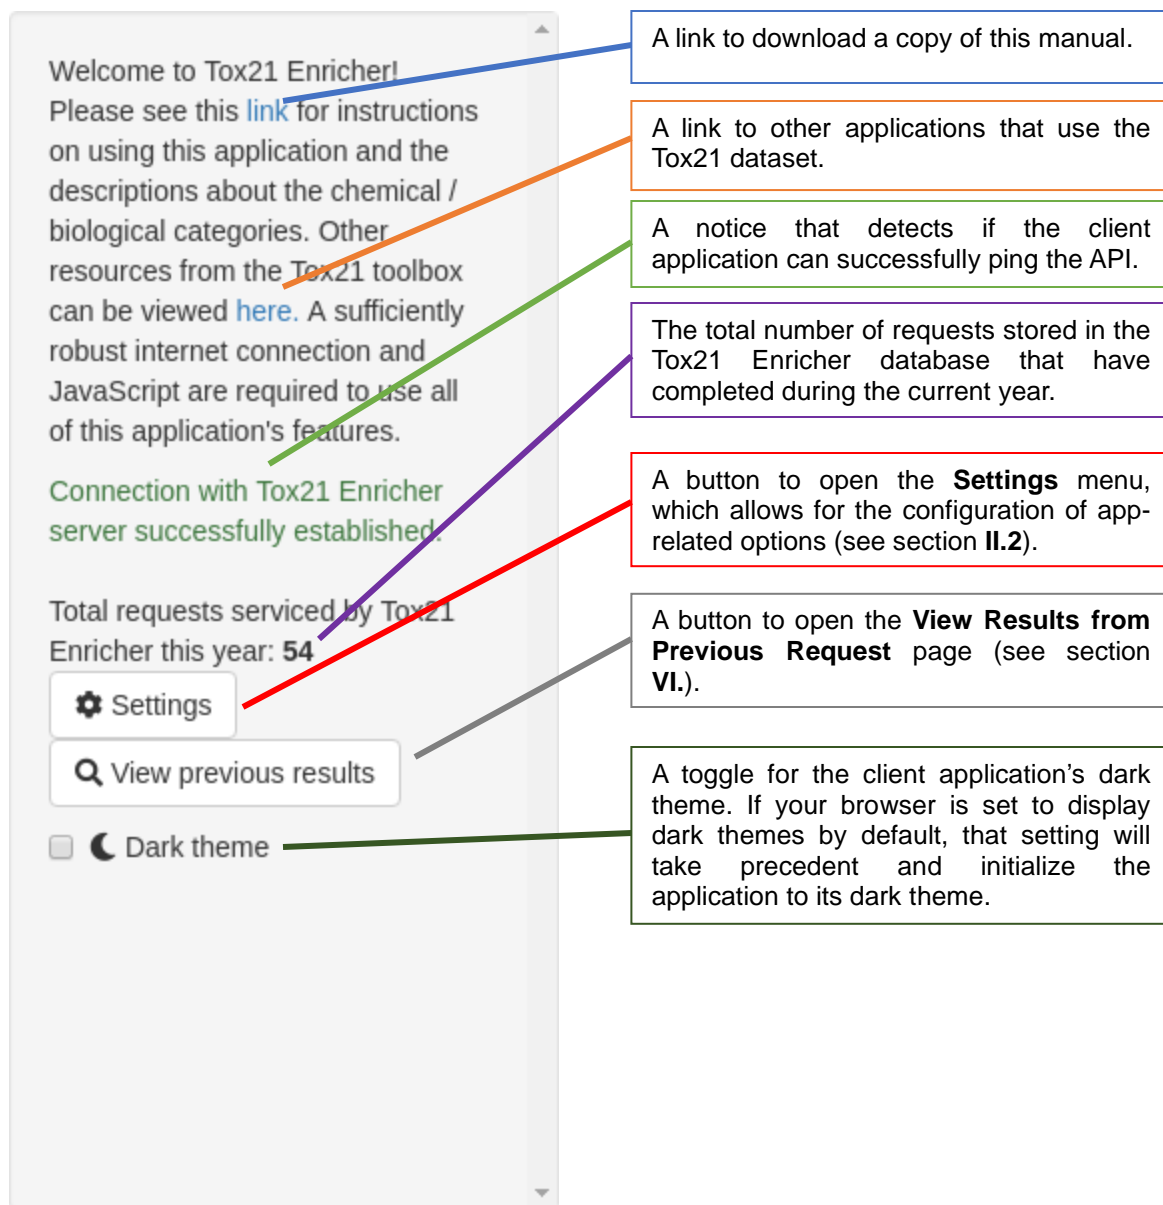 Welcome to Tox21 Enricher!
Please see this link for instructions
on using this application and the
descriptions about the chemical /
biological categories. Other
resources from the Tox21 toolbox
can be viewed here. A sufficiently
robust internet connection and
JavaScript are required to use all
of this application's features.
Connection with Tox21 Enricher
server successfully established.
Total requests serviced by Tox21
Enricher this year: 54
Settings
View previous results
Dark theme
A link to download a copy of this manual.
A link to other applications that use the
Tox21 dataset.
A notice that detects if the client
application can successfully ping the API.
The total number of requests stored in the
Tox21 Enricher database that have
completed during the current year.
A button to open the Settings menu,
which allows for the configuration of app-
related options (see section II.2).
A button to open the View Results from
Previous Request page (see section
VI.).
A toggle for the client application's dark
theme. If your browser is set to display
dark themes by default, that setting will
take precedent and initialize the
application to its dark theme.